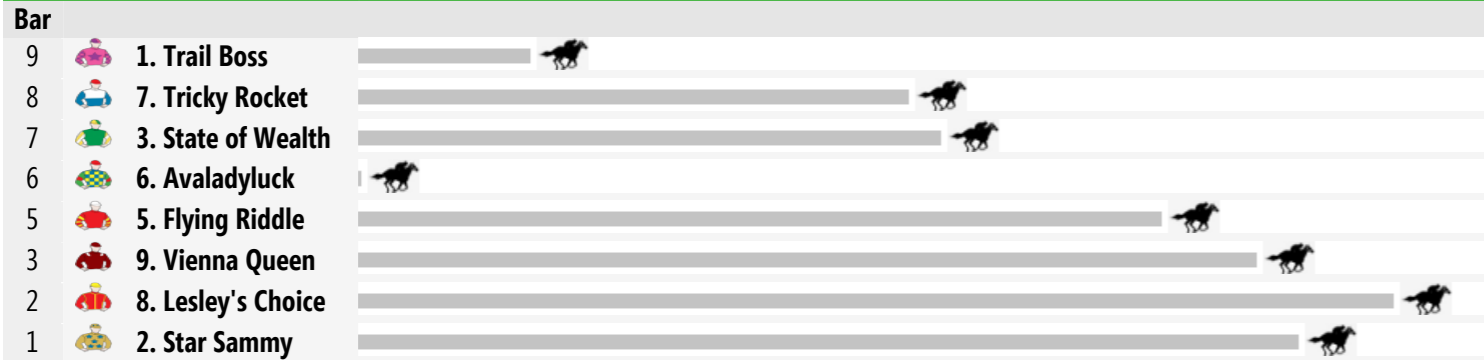 Bar
9 1. Trail Boss
8 7. Tricky Rocket
7 3. State of Wealth
6 6. Avaladyluck
5 5. Flying Riddle
3 9. Vienna Queen
2 8. Lesley's Choice
1 2. Star Sammy